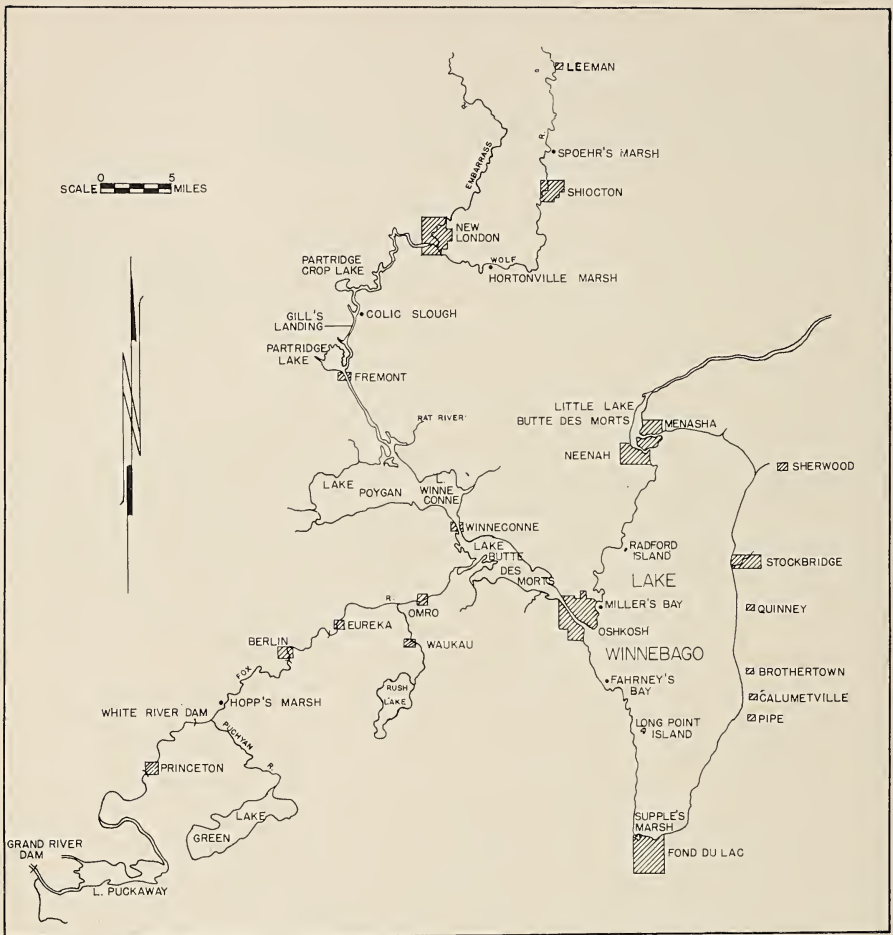 LEEMAN
R.
SPOEHR'S MARSH
EMBARRASS
0 5
SCALE MILES
SHIOCTON
NEW
LONDON
WOLF
PARTRIDGE
CROP LAKE
HORTONVILLE MARSH
GILL'S
LANDING
COLIC SLOUGH
PARTRIDGE
LAKE
FREMONT
LITTLE LAKE
BUTTE DES MORTS
MENASHA
RAT RIVER
NEENAH
SHERWOOD
LAKE
POYGAN
L.
WINNE
CONNE
WINNECONNE
LAKE
BUTTE
DES
MORTS
RADFORD
ISLAND
STOCKBRIDGE
LAKE
WINNEBAGO
MILLER'S BAY
QUINNEY
OSHKOSH
R.
OMRO
EUREKA
WAUKAU
BERLIN
FOX
RUSH
LAKE
FAHRNEY'S
BAY
BROTHERTOWN
CALUMETVILLE
PIPE
HOPP'S MARSH
WHITE RIVER DAM
PUCHYAN
R.
LONG POINT
ISLAND
PRINCETON
GREEN
LAKE
SUPPLE'S
MARSH
FOND DU LAC
GRAND RIVER
DAM
L. PUCKAWAY